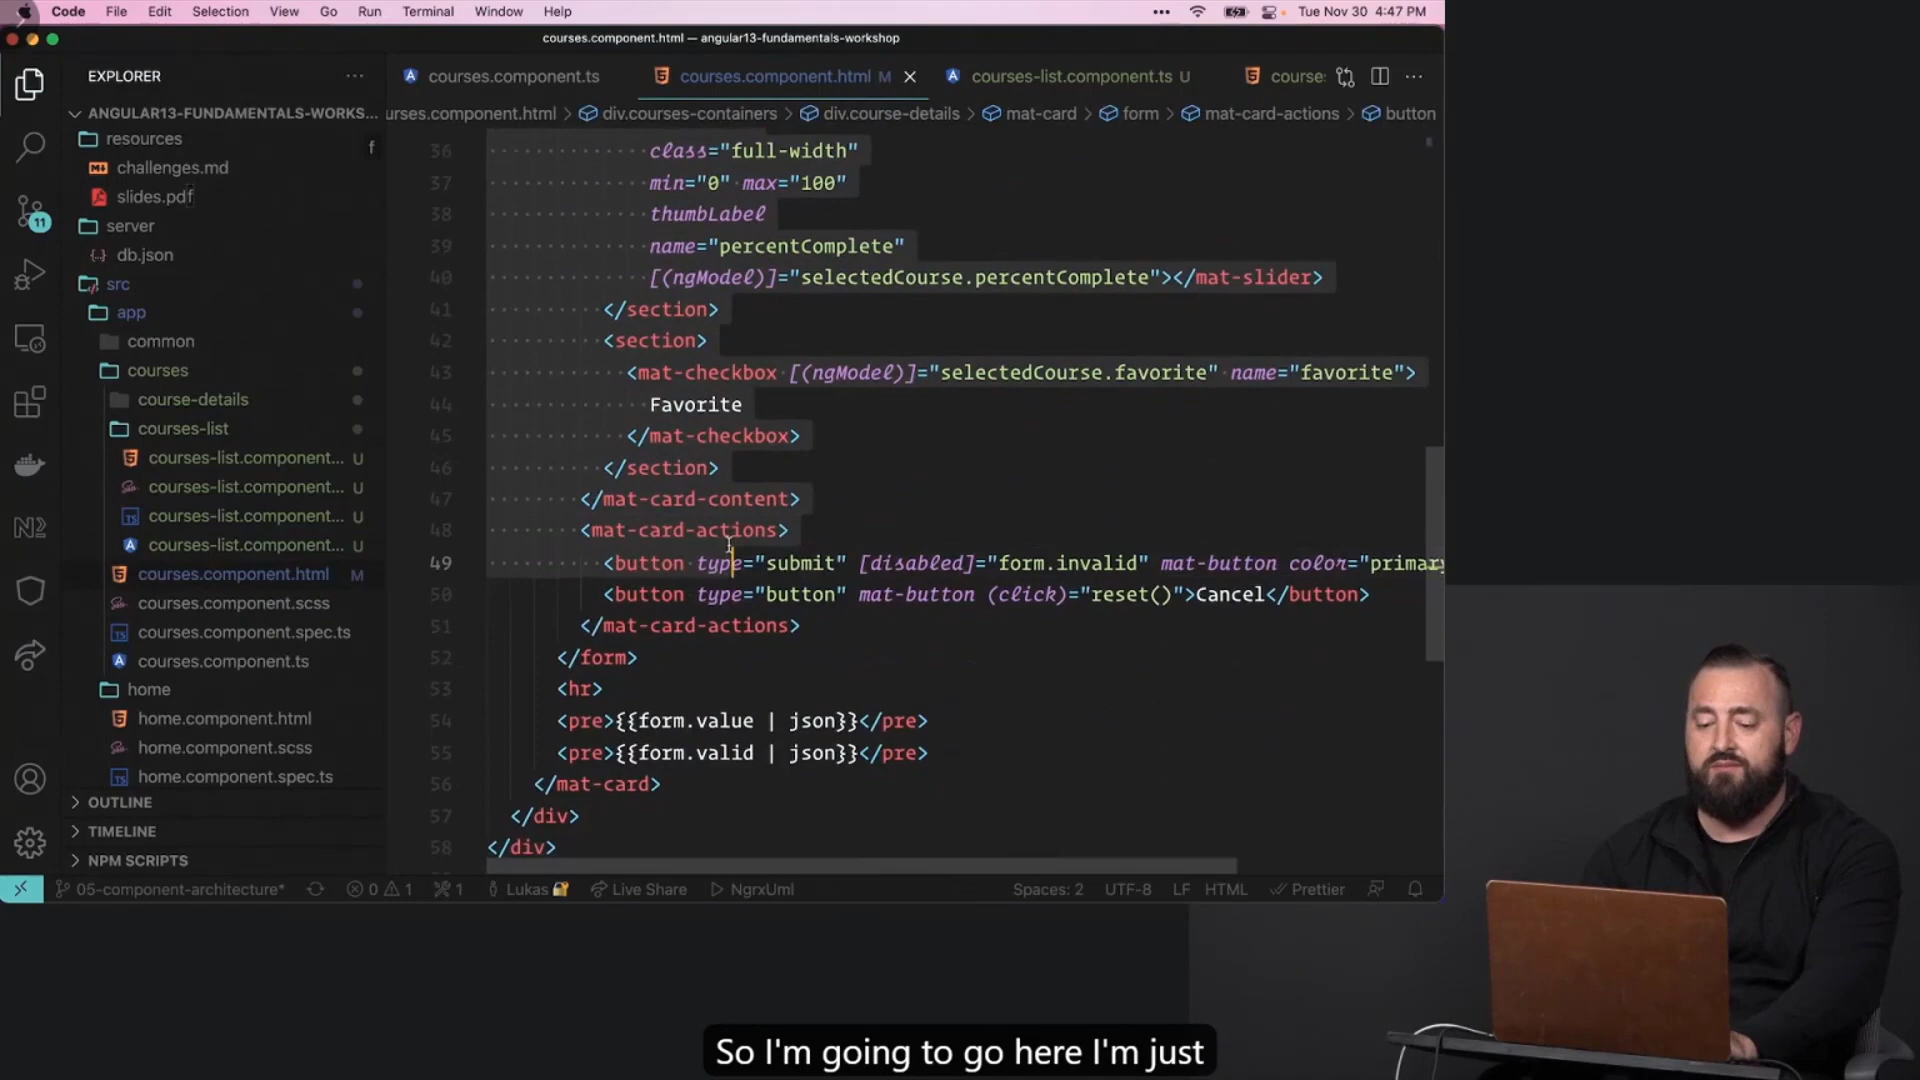 Code File Edit Selection View Go Run Terminal Window Help ••• Tue Nov 30 4:47 PM
courses.component.html — angular13-fundamentals-workshop
EXPLORER ···
courses.component.ts
courses.component.html M
courses-list.component.ts U
course: ···
ANGULAR13-FUNDAMENTALS-WORKS...
urses.component.html > div.courses-containers > div.course-details > mat-card > form > mat-card-actions > button
resources
f
challenges.md
slides.pdf
server
db.json
src
app
common
courses
course-details
courses-list
courses-list.component... U
courses-list.component... U
courses-list.component... U
courses-list.component... U
courses.component.html M
courses.component.scss
courses.component.spec.ts
courses.component.ts
home
home.component.html
home.component.scss
home.component.spec.ts
OUTLINE
TIMELINE
NPM SCRIPTS
11
N2
36 class="full-width"
37 min="0" max="100"
38 thumbLabel
39 name="percentComplete"
40 [(ngModel)]="selectedCourse.percentComplete"></mat-slider>
41 </section>
42 <section>
43 <mat-checkbox [(ngModel)]="selectedCourse.favorite" name="favorite">
44 Favorite
45 </mat-checkbox>
46 </section>
47 </mat-card-content>
48 <mat-card-actions>
49 <button type="submit" [disabled]="form.invalid" mat-button color="primary
50 <button type="button" mat-button (click)="reset()">Cancel</button>
51 </mat-card-actions>
52 </form>
53 <hr>
54 <pre>{{form.value | json}}</pre>
55 <pre>{{form.valid | json}}</pre>
56 </mat-card>
57 </div>
58 </div>
05-component-architecture* 0 1 1 Lukas Live Share NgrxUml Spaces: 2 UTF-8 LF HTML Prettier
So I'm going to go here I'm just